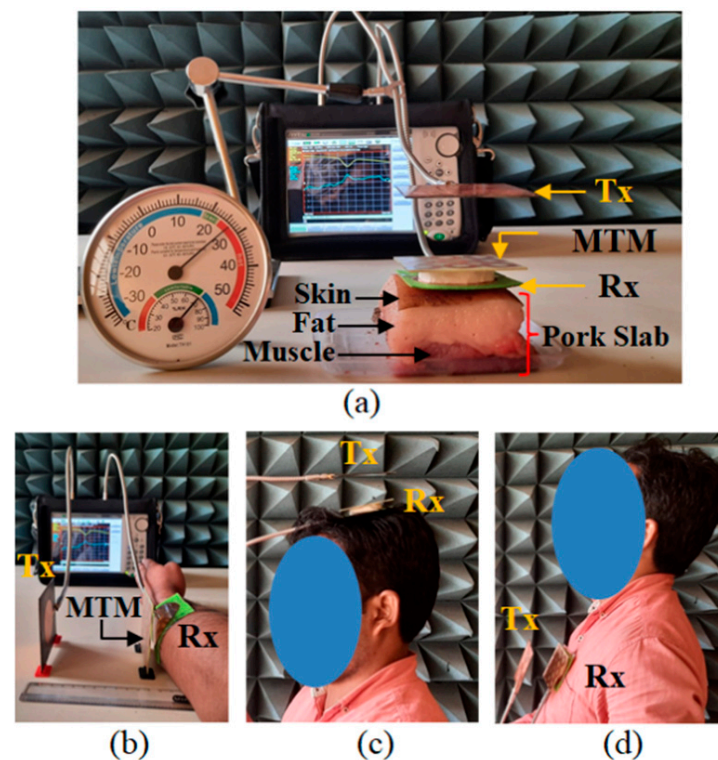 Tx
MTM
Rx
Skin
Fat
Muscle
Pork Slab
-30
-20
-10
0
10
20
30
40
50
°C
(a)
Tx
MTM
Rx
(b)
Tx
Rx
(c)
Tx
Rx
(d)